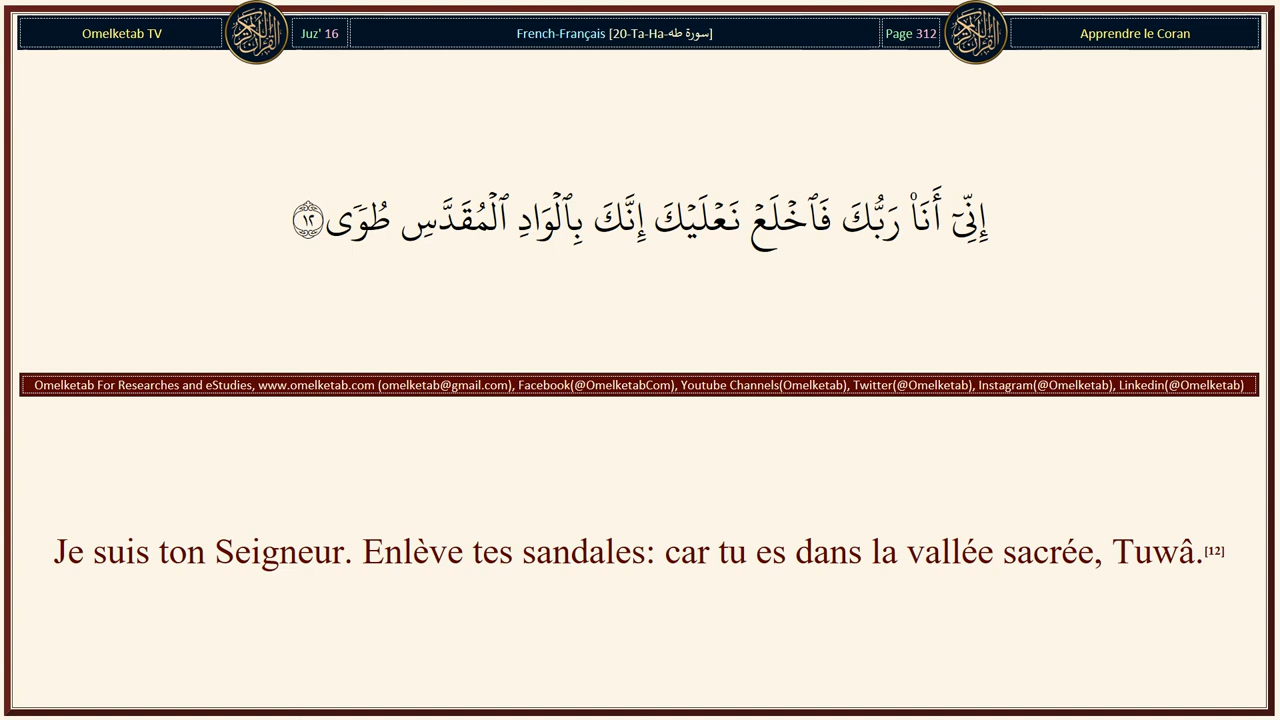 Omelketab TV
Juz' 16
French-Français [20-Ta-Ha-سورة طه]
Page 312
Apprendre le Coran
إِنِّىٓ أَنَا۠ رَبُّكَ فَٱخْلَعْ نَعْلَيْكَ إِنَّكَ بِٱلْوَادِ ٱلْمُقَدَّسِ طُوًۭى ١٢
Omelketab For Researches and eStudies, www.omelketab.com (omelketab@gmail.com), Facebook(@OmelketabCom), Youtube Channels(Omelketab), Twitter(@Omelketab), Instagram(@Omelketab), Linkedin(@Omelketab)
Je suis ton Seigneur. Enlève tes sandales: car tu es dans la vallée sacrée, Tuwâ.[12]